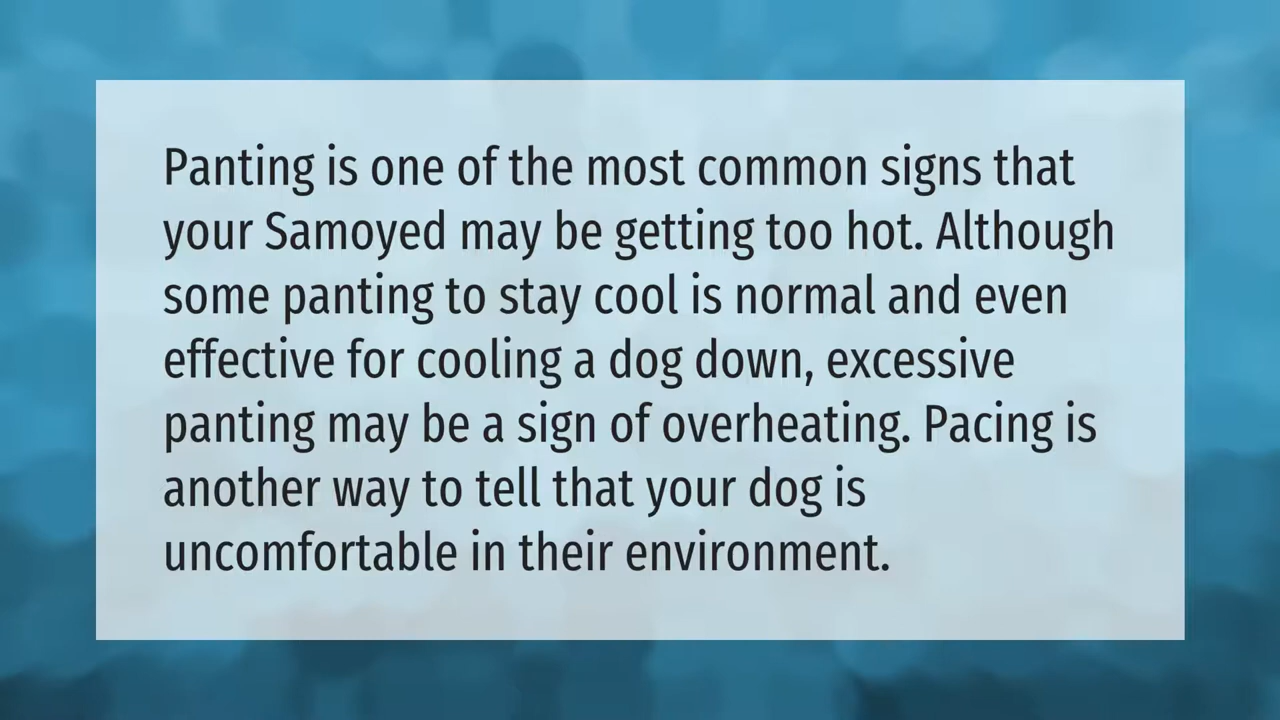 Panting is one of the most common signs that
your Samoyed may be getting too hot. Although
some panting to stay cool is normal and even
effective for cooling a dog down, excessive
panting may be a sign of overheating. Pacing is
another way to tell that your dog is
uncomfortable in their environment.